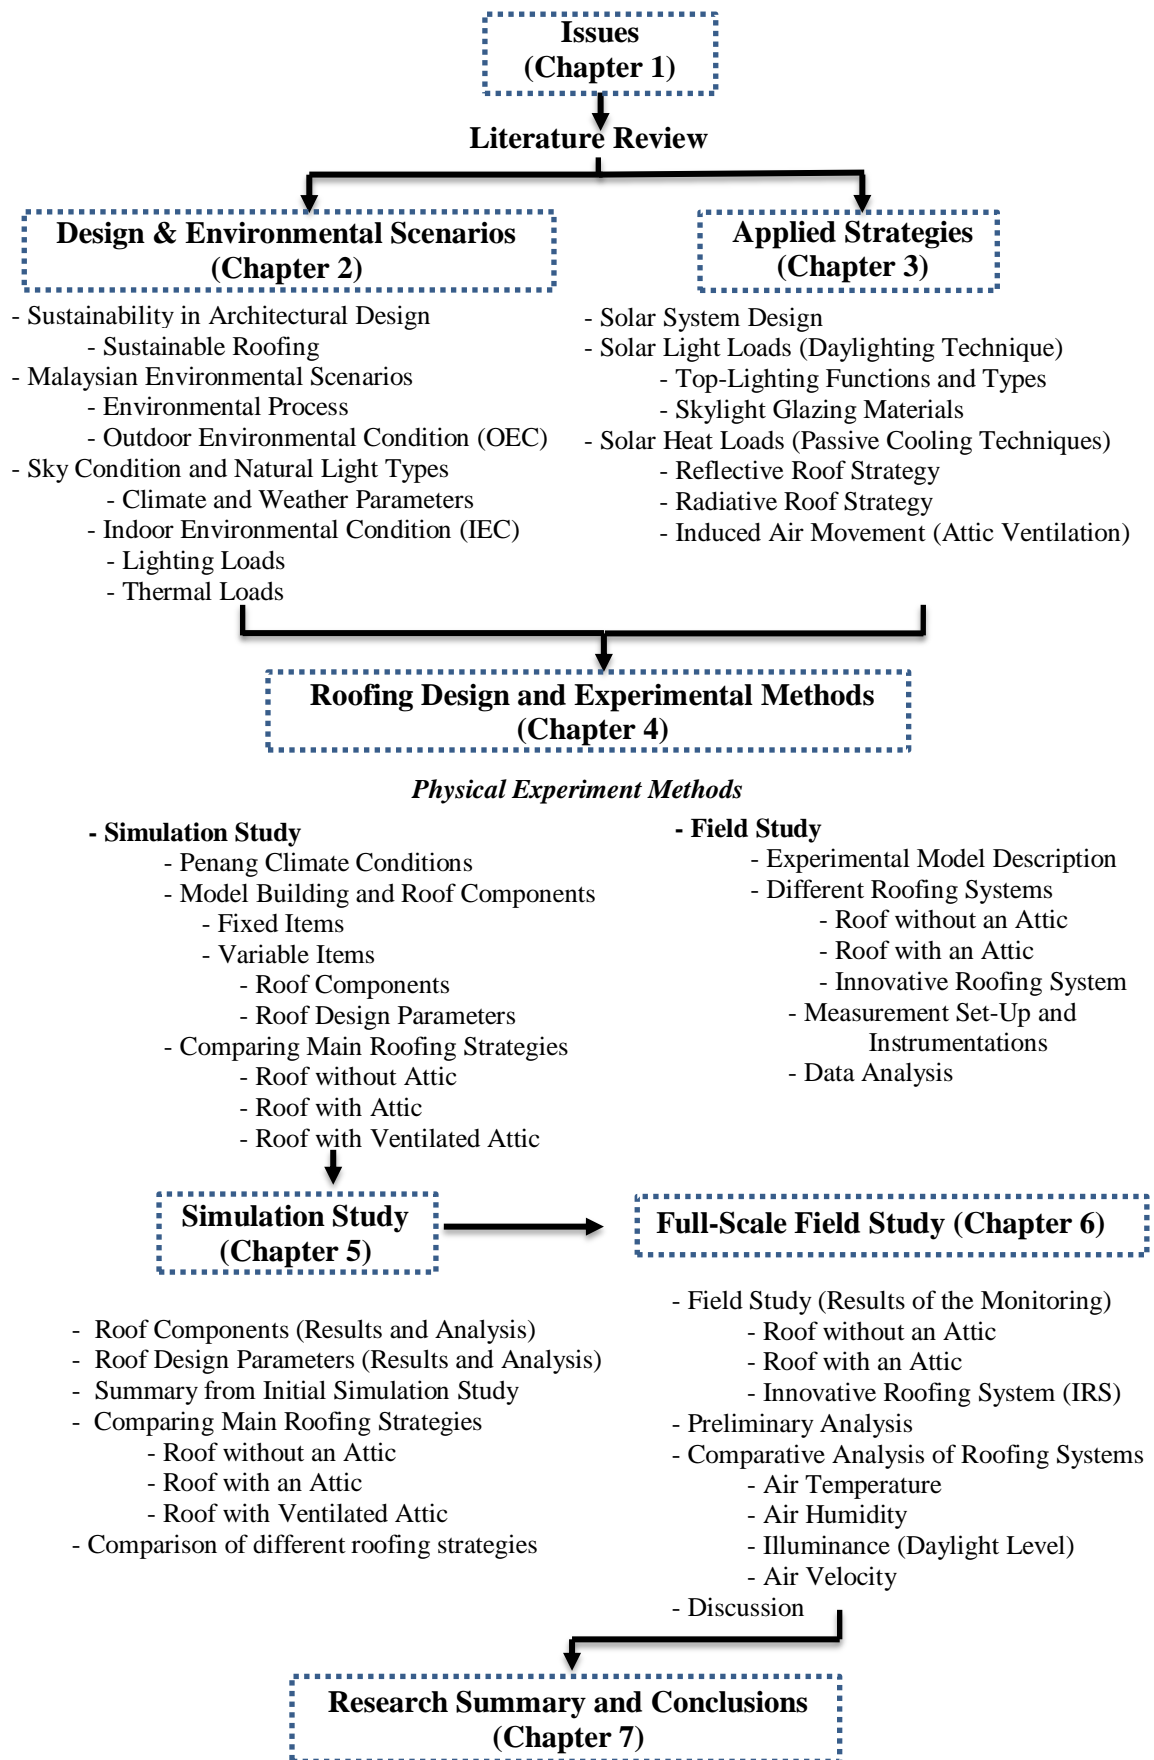 Issues
(Chapter 1)
Literature Review
Design & Environmental Scenarios
(Chapter 2)
- Sustainability in Architectural Design
- Sustainable Roofing
- Malaysian Environmental Scenarios
- Environmental Process
- Outdoor Environmental Condition (OEC)
- Sky Condition and Natural Light Types
- Climate and Weather Parameters
- Indoor Environmental Condition (IEC)
- Lighting Loads
- Thermal Loads
Applied Strategies
(Chapter 3)
- Solar System Design
- Solar Light Loads (Daylighting Technique)
- Top-Lighting Functions and Types
- Skylight Glazing Materials
- Solar Heat Loads (Passive Cooling Techniques)
- Reflective Roof Strategy
- Radiative Roof Strategy
- Induced Air Movement (Attic Ventilation)
Roofing Design and Experimental Methods
(Chapter 4)
Physical Experiment Methods
- Simulation Study
- Penang Climate Conditions
- Model Building and Roof Components
- Fixed Items
- Variable Items
- Roof Components
- Roof Design Parameters
- Comparing Main Roofing Strategies
- Roof without Attic
- Roof with Attic
- Roof with Ventilated Attic
- Field Study
- Experimental Model Description
- Different Roofing Systems
- Roof without an Attic
- Roof with an Attic
- Innovative Roofing System
- Measurement Set-Up and
Instrumentations
- Data Analysis
Simulation Study
(Chapter 5)
- Roof Components (Results and Analysis)
- Roof Design Parameters (Results and Analysis)
- Summary from Initial Simulation Study
- Comparing Main Roofing Strategies
- Roof without an Attic
- Roof with an Attic
- Roof with Ventilated Attic
- Comparison of different roofing strategies
Full-Scale Field Study (Chapter 6)
- Field Study (Results of the Monitoring)
- Roof without an Attic
- Roof with an Attic
- Innovative Roofing System (IRS)
- Preliminary Analysis
- Comparative Analysis of Roofing Systems
- Air Temperature
- Air Humidity
- Illuminance (Daylight Level)
- Air Velocity
- Discussion
Research Summary and Conclusions
(Chapter 7)